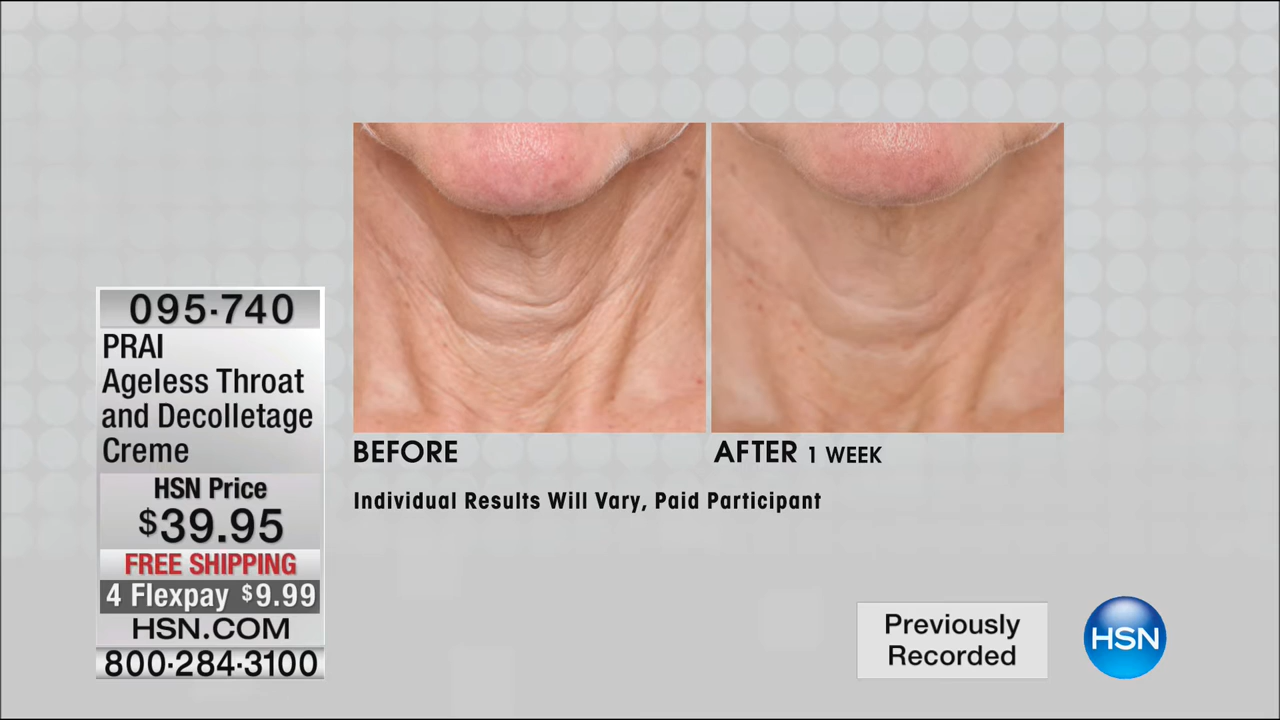 095-740
PRAI
Ageless Throat
and Decolletage
Creme
HSN Price
$39.95
FREE SHIPPING
4 Flexpay $9.99
HSN.COM
800-284-3100
BEFORE
AFTER 1 WEEK
Individual Results Will Vary, Paid Participant
Previously
Recorded
HSN